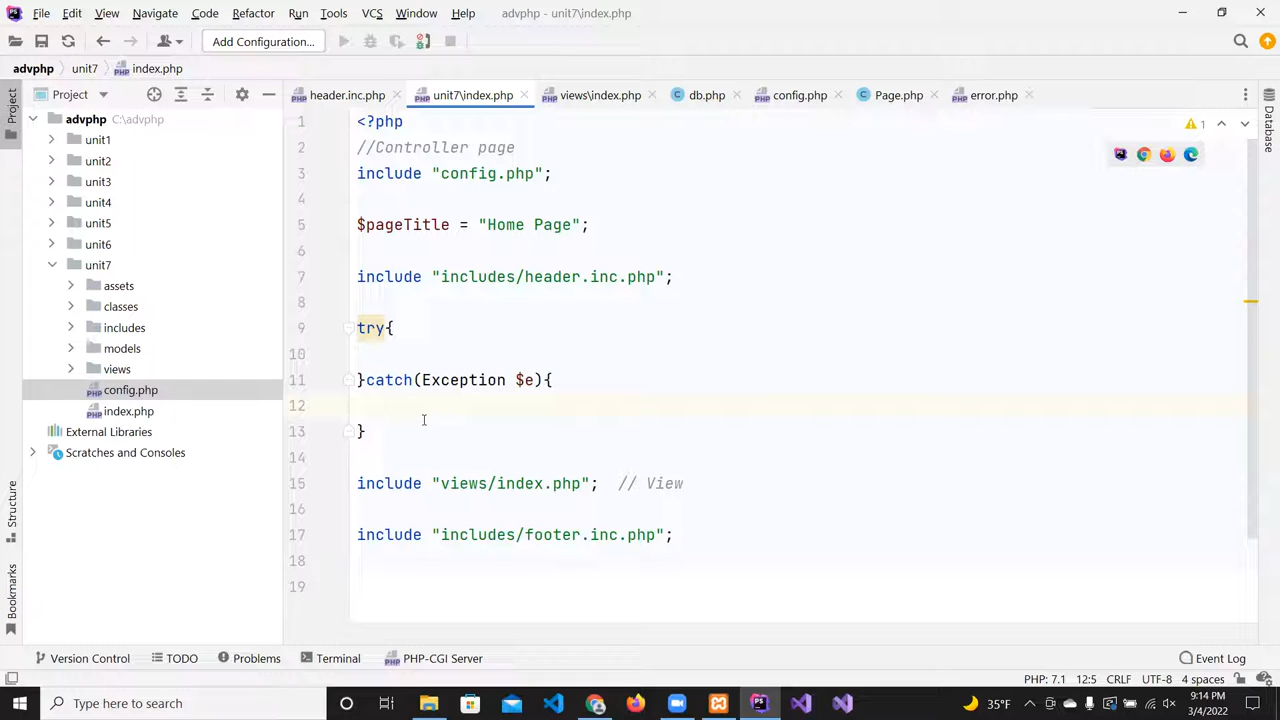 File Edit View Navigate Code Refactor Run Tools VCS Window Help advphp - unit7\index.php
Add Configuration...
advphp unit7 index.php
Project header.inc.php unit7\index.php views\index.php db.php config.php Page.php error.php
Project
Structure
Bookmarks
Database
advphp C:\advphp
unit1
unit2
unit3
unit4
unit5
unit6
unit7
assets
classes
includes
models
views
config.php
index.php
External Libraries
Scratches and Consoles
1 <?php
2 //Controller page
3 include "config.php";
4
5 $pageTitle = "Home Page";
6
7 include "includes/header.inc.php";
8
9 try{
10
11 }catch(Exception $e){
12
13 }
14
15 include "views/index.php"; // View
16
17 include "includes/footer.inc.php";
18
19
1
Version Control TODO Problems Terminal PHP-CGI Server Event Log
PHP: 7.1 12:5 CRLF UTF-8 4 spaces
Type here to search
35°F
9:14 PM
3/4/2022